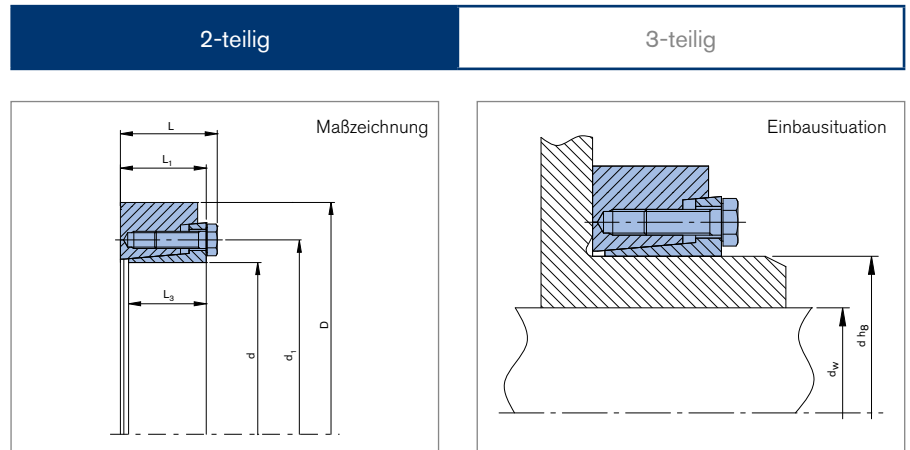 2-teilig
3-teilig
Maßzeichnung
L
L₁
L₃
d
d₁
D
Einbausituation
dw
d h8